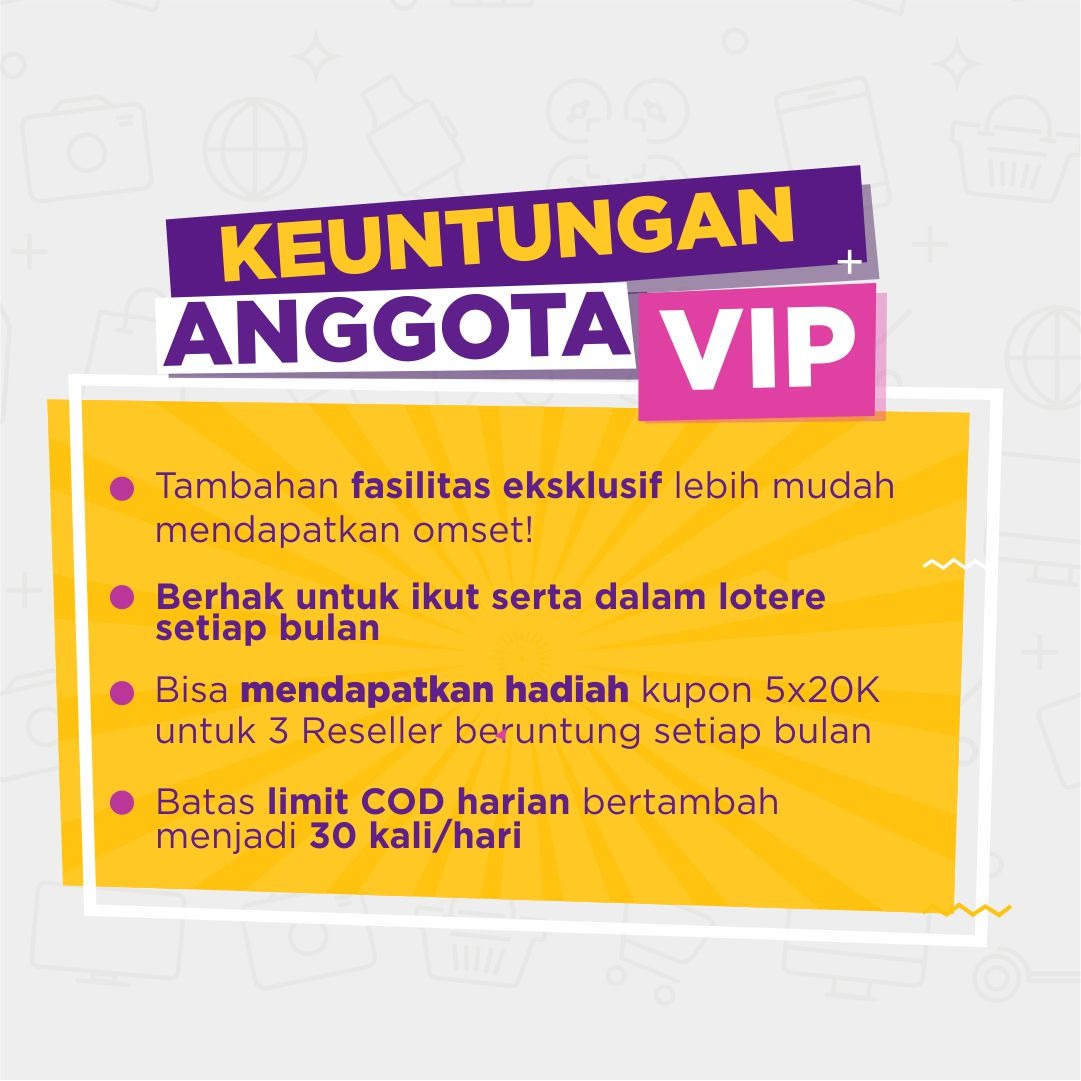 KEUNTUNGAN
ANGGOTA VIP
Tambahan fasilitas eksklusif lebih mudah
mendapatkan omset!
Berhak untuk ikut serta dalam lotere
setiap bulan
Bisa mendapatkan hadiah kupon 5x20K
untuk 3 Reseller beruntung setiap bulan
Batas limit COD harian bertambah
menjadi 30 kali/hari